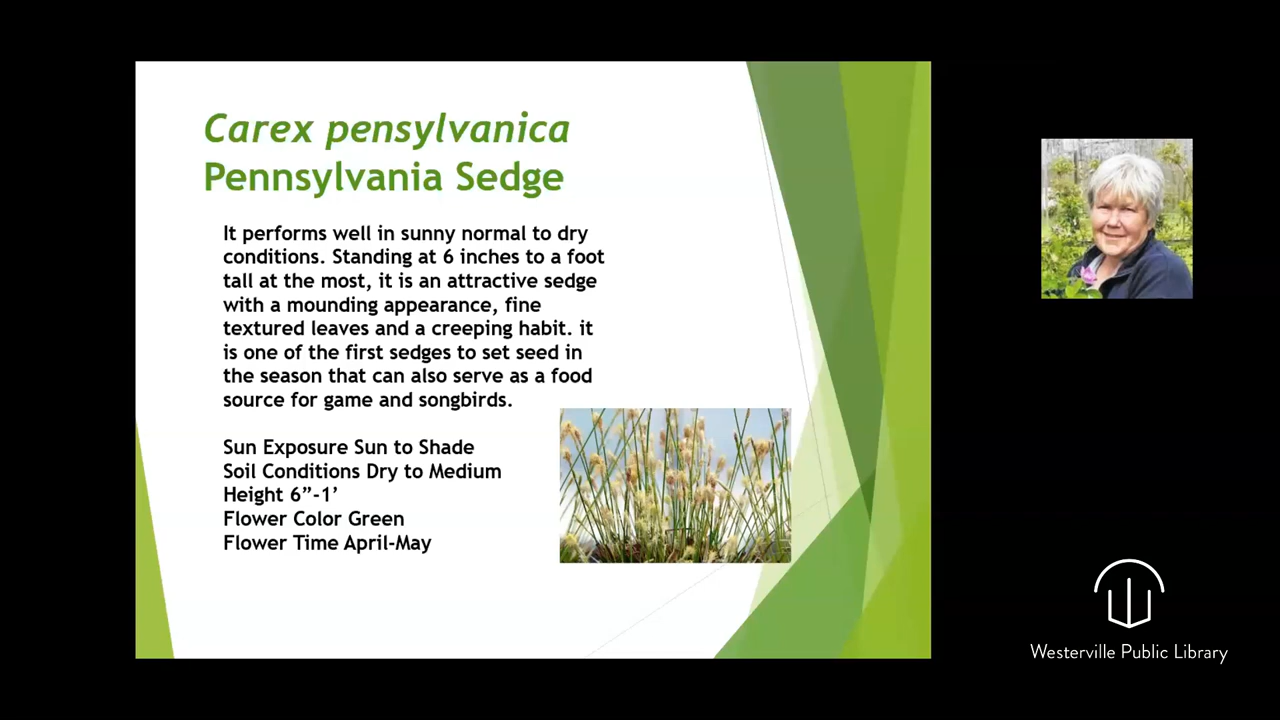 Carex pensylvanica
Pennsylvania Sedge
It performs well in sunny normal to dry
conditions. Standing at 6 inches to a foot
tall at the most, it is an attractive sedge
with a mounding appearance, fine
textured leaves and a creeping habit. it
is one of the first sedges to set seed in
the season that can also serve as a food
source for game and songbirds.
Sun Exposure Sun to Shade
Soil Conditions Dry to Medium
Height 6”-1’
Flower Color Green
Flower Time April-May
Westerville Public Library